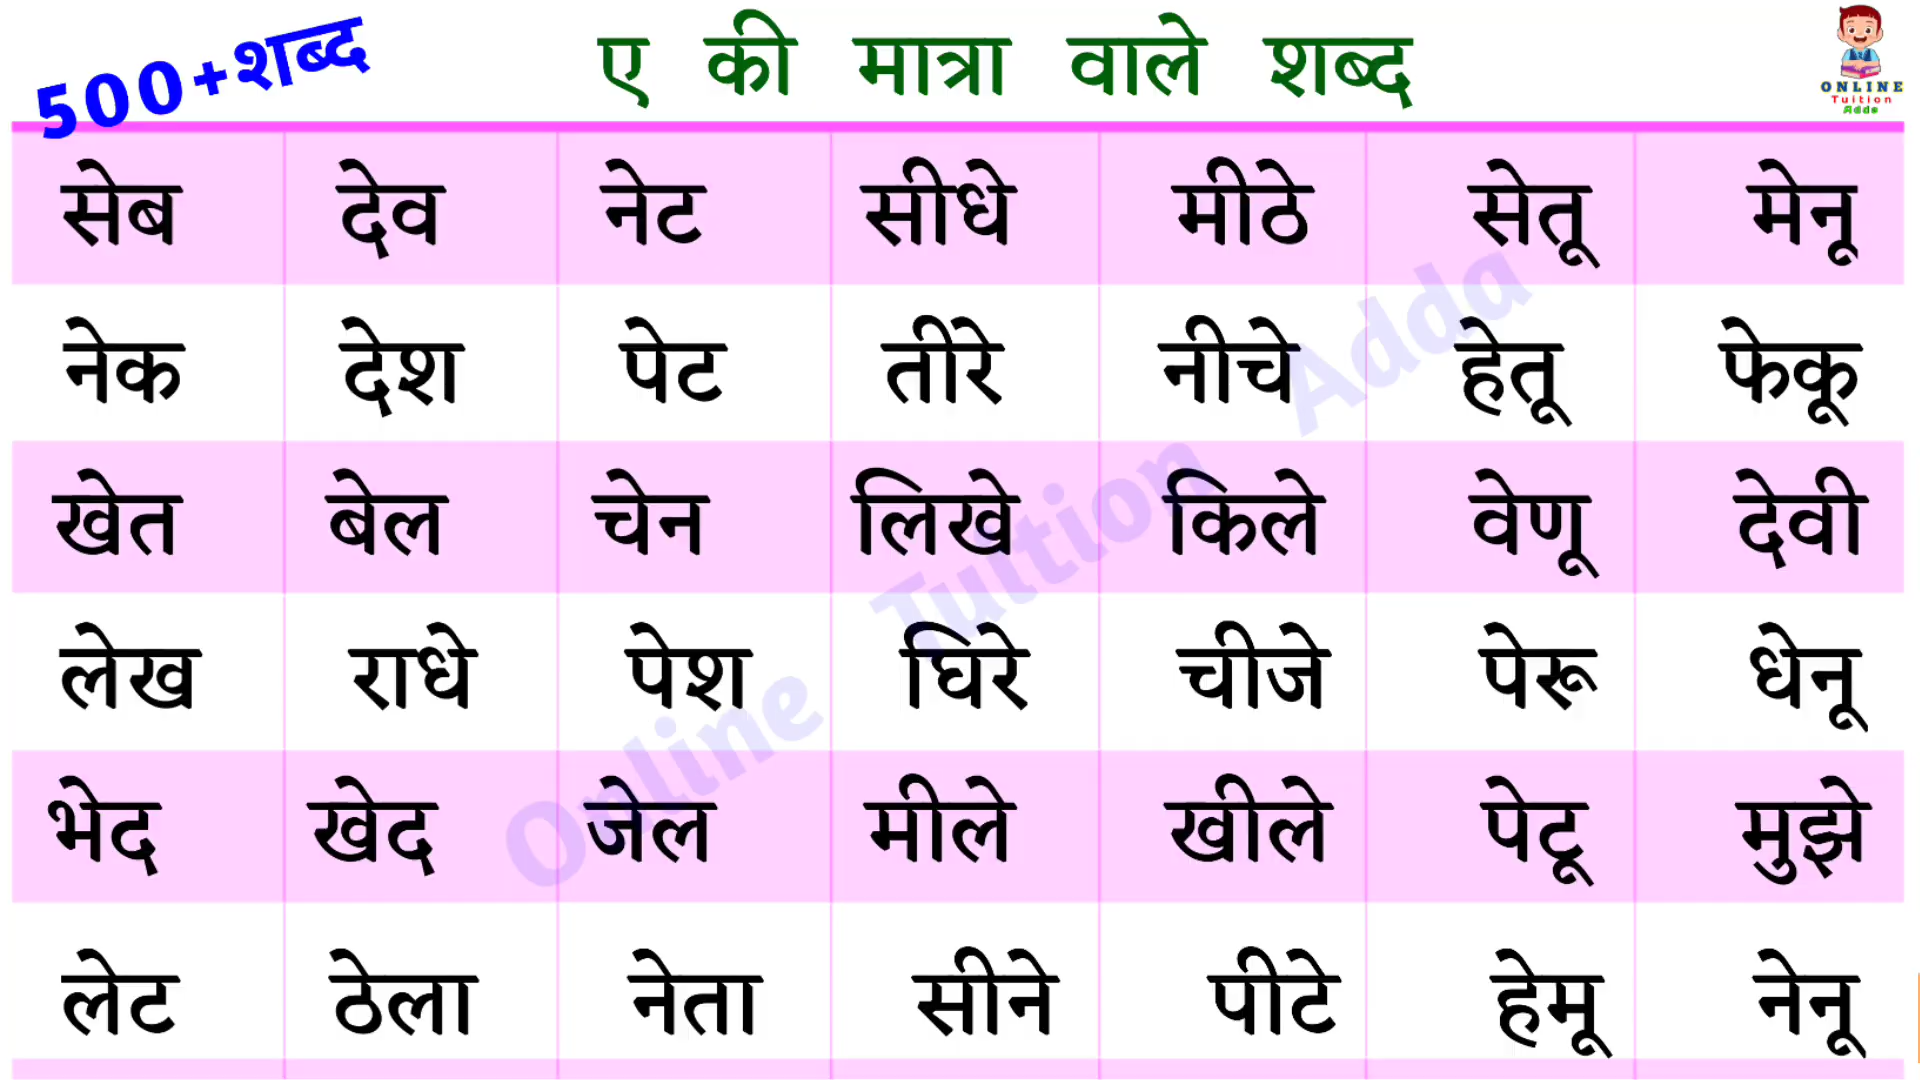 500+शब्द
ए की मात्रा वाले शब्द
ONLINE
Tuition
Adda
सेब देव नेट सीधे मीठे सेतू मेनू
नेक देश पेट तीरे नीचे हेतू फेकू
खेत बेल चेन लिखे किले वेणू देवी
लेख राधे पेश घिरे चीजे पेरू धेनू
भेद खेद जेल मीले खीले पेटू मुझे
लेट ठेला नेता सीने पीटे हेमू नेनू
Online Tuition Adda